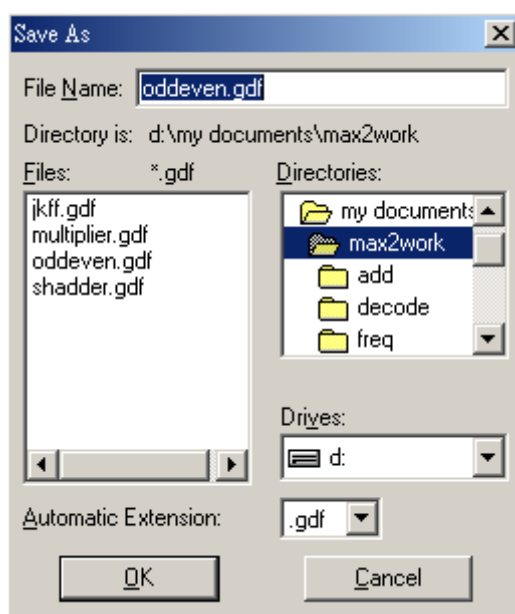 Save As
File Name: oddeven.gdf
Directory is: d:\my documents\max2work
Files: *.gdf
jkff.gdf
multiplier.gdf
oddeven.gdf
shadder.gdf
Directories:
my documents
max2work
add
decode
freq
Drives:
d:
Automatic Extension: .gdf
OK
Cancel